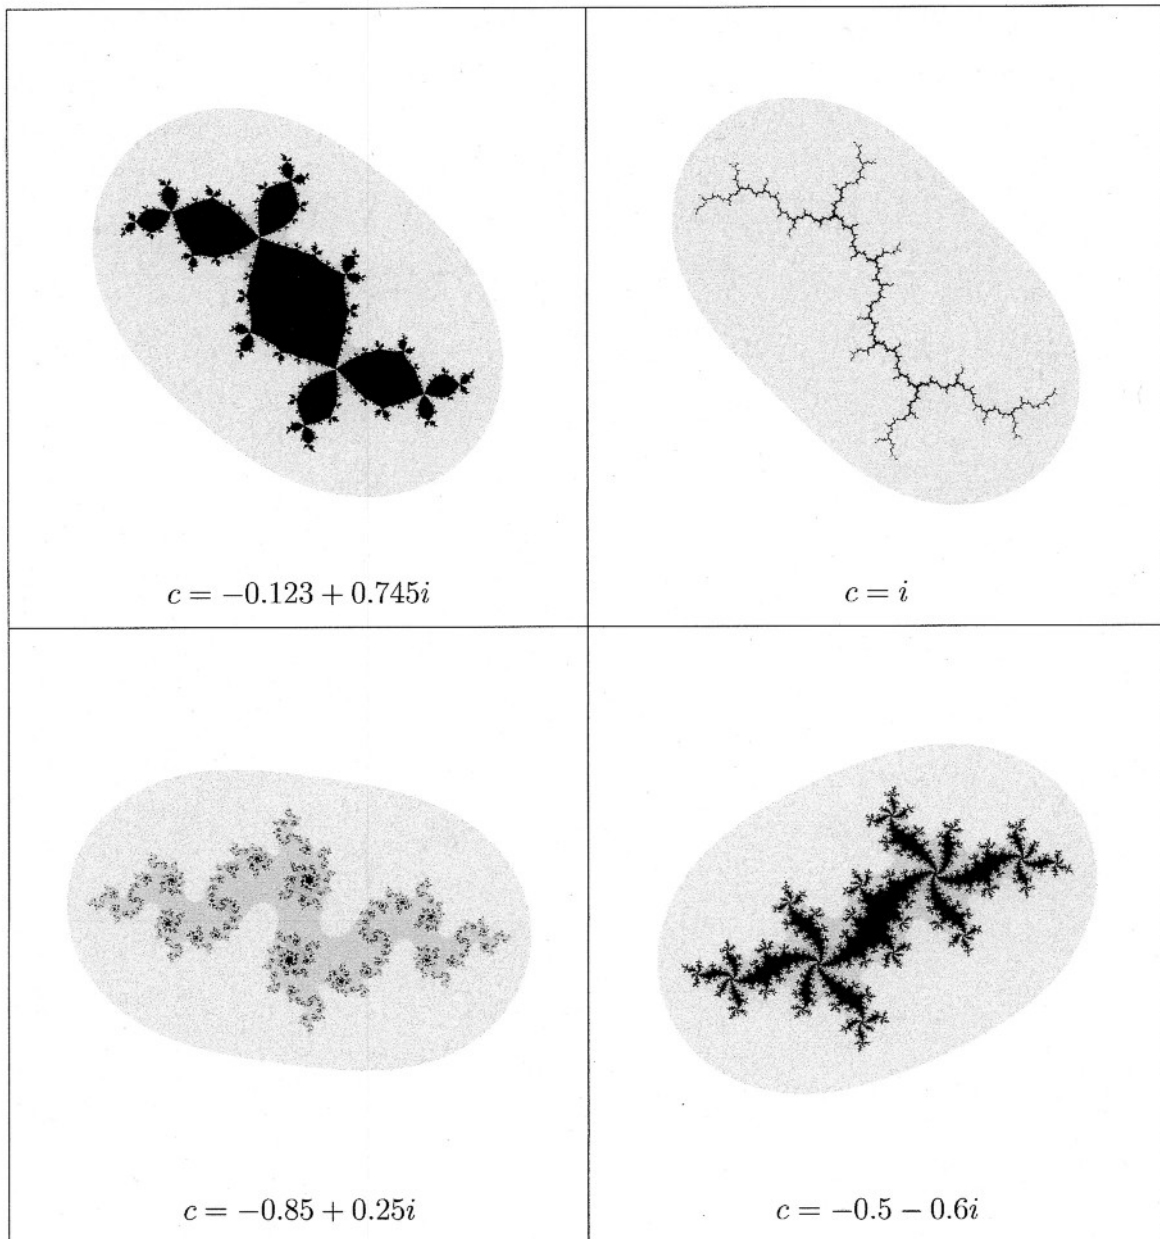 c = −0.123 + 0.745i
c = i
c = −0.85 + 0.25i
c = −0.5 − 0.6i